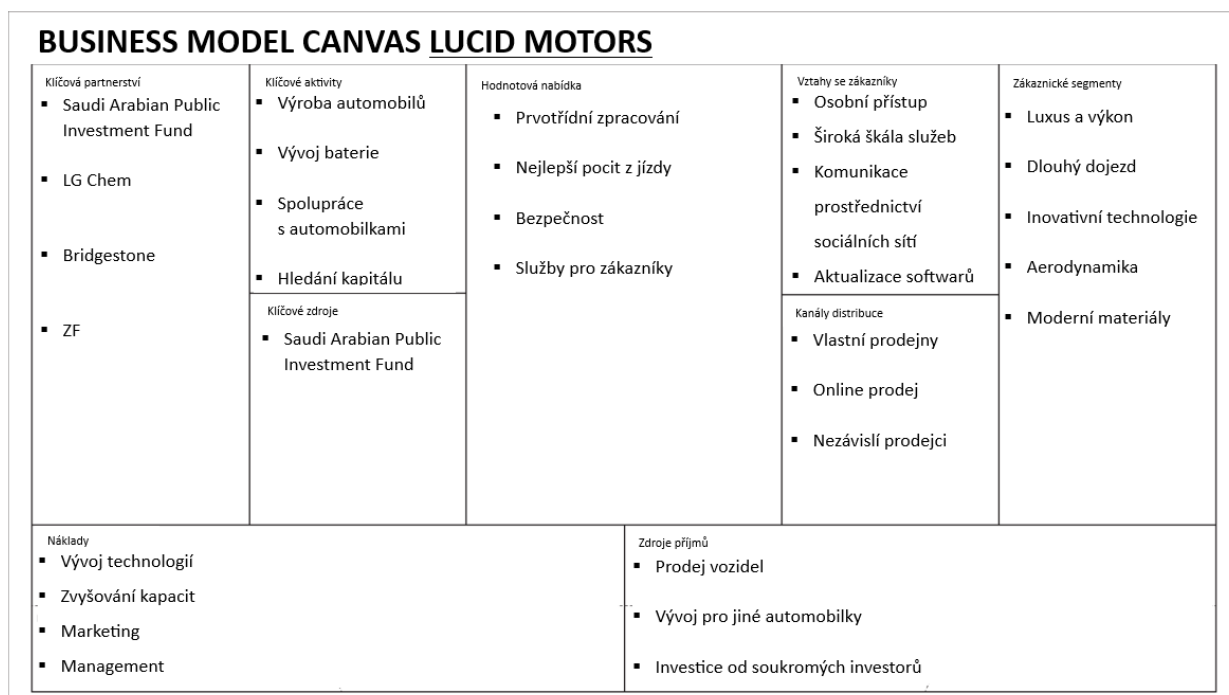 BUSINESS MODEL CANVAS LUCID MOTORS
Klíčová partnerství
▪ Saudi Arabian Public
Investment Fund
▪ LG Chem
▪ Bridgestone
▪ ZF
Klíčové aktivity
▪ Výroba automobilů
▪ Vývoj baterie
▪ Spolupráce
s automobilkami
▪ Hledání kapitálu
Klíčové zdroje
▪ Saudi Arabian Public
Investment Fund
Hodnotová nabídka
▪ Prvotřídní zpracování
▪ Nejlepší pocit z jízdy
▪ Bezpečnost
▪ Služby pro zákazníky
Vztahy se zákazníky
▪ Osobní přístup
▪ Široká škála služeb
▪ Komunikace
prostřednictví
sociálních sítí
▪ Aktualizace softwarů
Kanály distribuce
▪ Vlastní prodejny
▪ Online prodej
▪ Nezávislí prodejci
Zákaznické segmenty
▪ Luxus a výkon
▪ Dlouhý dojezd
▪ Inovativní technologie
▪ Aerodynamika
▪ Moderní materiály
Náklady
▪ Vývoj technologií
▪ Zvyšování kapacit
▪ Marketing
▪ Management
Zdroje příjmů
▪ Prodej vozidel
▪ Vývoj pro jiné automobilky
▪ Investice od soukromých investorů